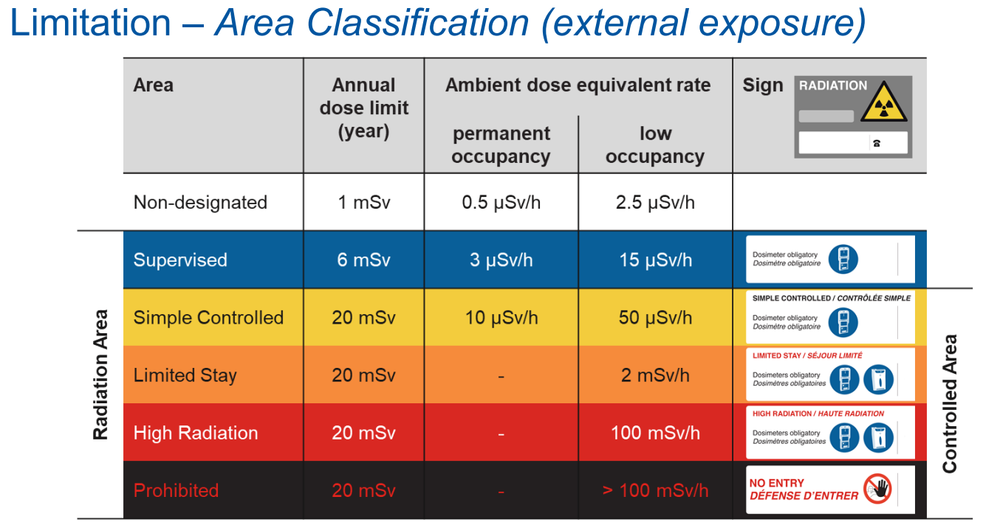 Limitation – Area Classification (external exposure)
Area
Annual
dose limit
(year)
Ambient dose equivalent rate
permanent
occupancy
low
occupancy
Sign
RADIATION
Non-designated 1 mSv 0.5 µSv/h 2.5 µSv/h
Supervised 6 mSv 3 µSv/h 15 µSv/h
Dosimeter obligatory
Dosimètre obligatoire
Simple Controlled 20 mSv 10 µSv/h 50 µSv/h
SIMPLE CONTROLLED / CONTRÔLÉE SIMPLE
Dosimeter obligatory
Dosimètre obligatoire
Limited Stay 20 mSv - 2 mSv/h
LIMITED STAY / SÉJOUR LIMITÉ
Dosimeters obligatory
Dosimètres obligatoires
High Radiation 20 mSv - 100 mSv/h
HIGH RADIATION / HAUTE RADIATION
Dosimeters obligatory
Dosimètres obligatoires
Prohibited 20 mSv - > 100 mSv/h
NO ENTRY
DÉFENSE D'ENTRER
Radiation Area
Controlled Area